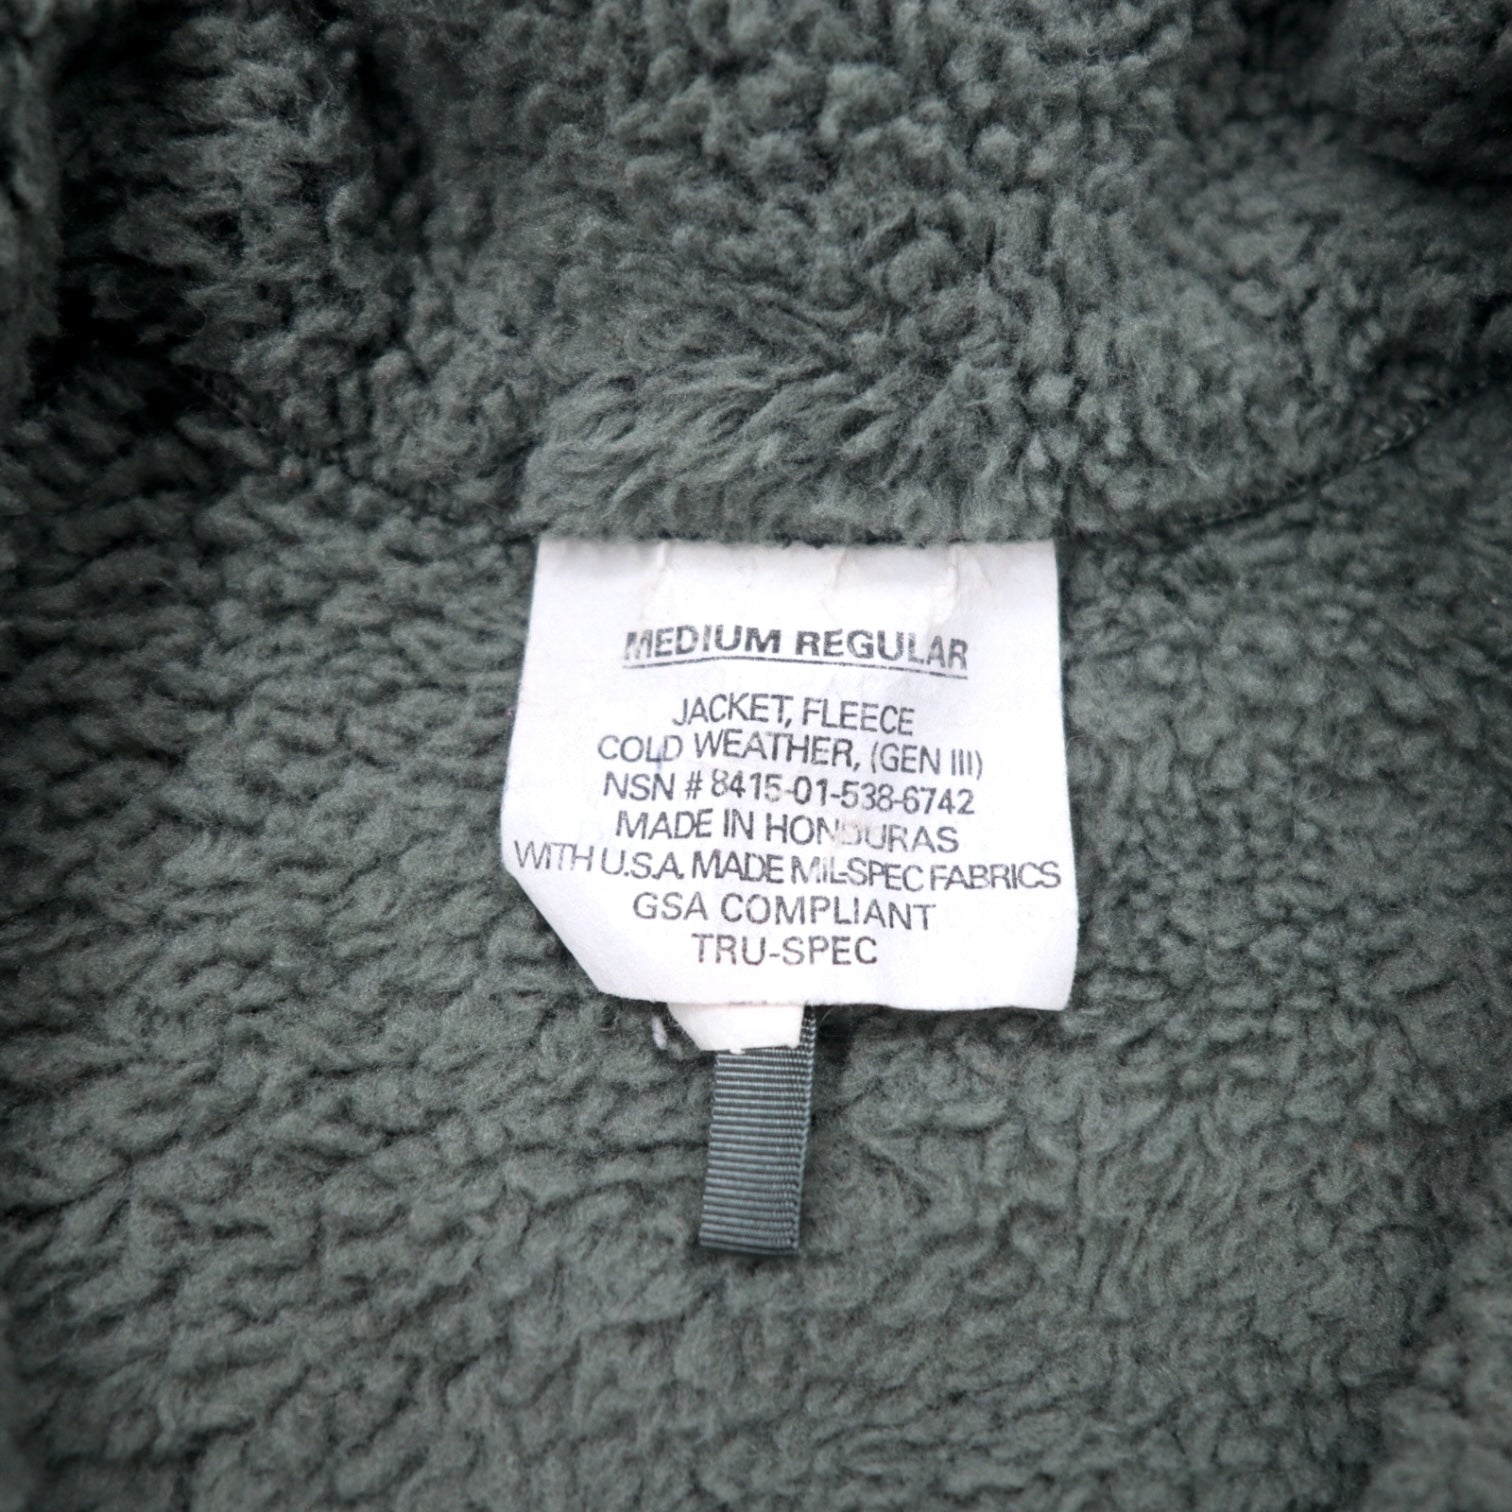 MEDIUM REGULAR
JACKET, FLEECE
COLD WEATHER, (GEN III)
NSN # 8415-01-538-6742
MADE IN HONDURAS
WITH U.S.A. MADE MIL-SPEC FABRICS
GSA COMPLIANT
TRU-SPEC